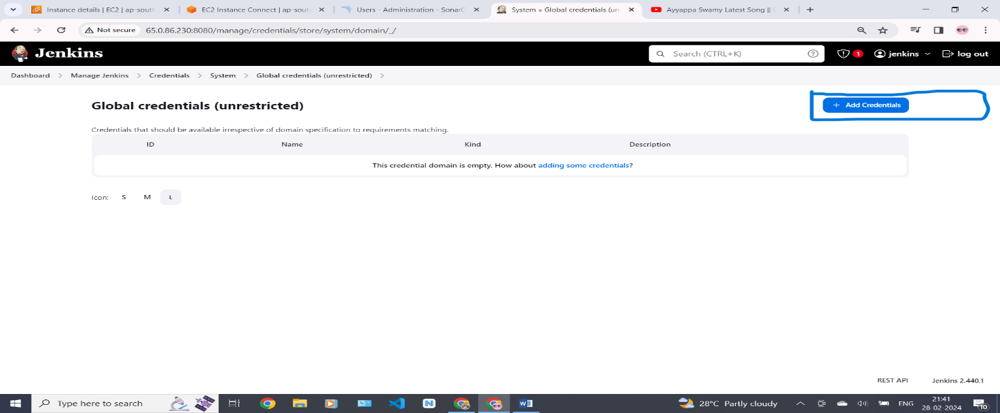 Instance details | EC2 | ap-south
EC2 Instance Connect | ap-sout
Users - Administration - SonarQ
System » Global credentials (un
Ayyappa Swamy Latest Song ||
Not secure
65.0.86.230:8080/manage/credentials/store/system/domain/_/
Jenkins
Search (CTRL+K)
1
jenkins
log out
Dashboard > Manage Jenkins > Credentials > System > Global credentials (unrestricted) >
Global credentials (unrestricted)
+ Add Credentials
Credentials that should be available irrespective of domain specification to requirements matching.
ID Name Kind Description
This credential domain is empty. How about adding some credentials?
Icon: S M L
REST API Jenkins 2.440.1
Type here to search
28°C Partly cloudy
ENG
21:41
28-02-2024
10